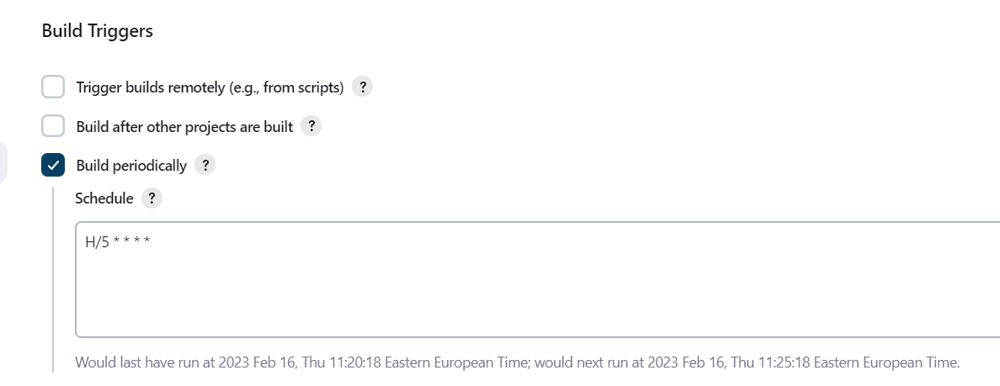 Build Triggers
Trigger builds remotely (e.g., from scripts) ?
Build after other projects are built ?
Build periodically ?
Schedule ?
H/5 * * * *
Would last have run at 2023 Feb 16, Thu 11:20:18 Eastern European Time; would next run at 2023 Feb 16, Thu 11:25:18 Eastern European Time.